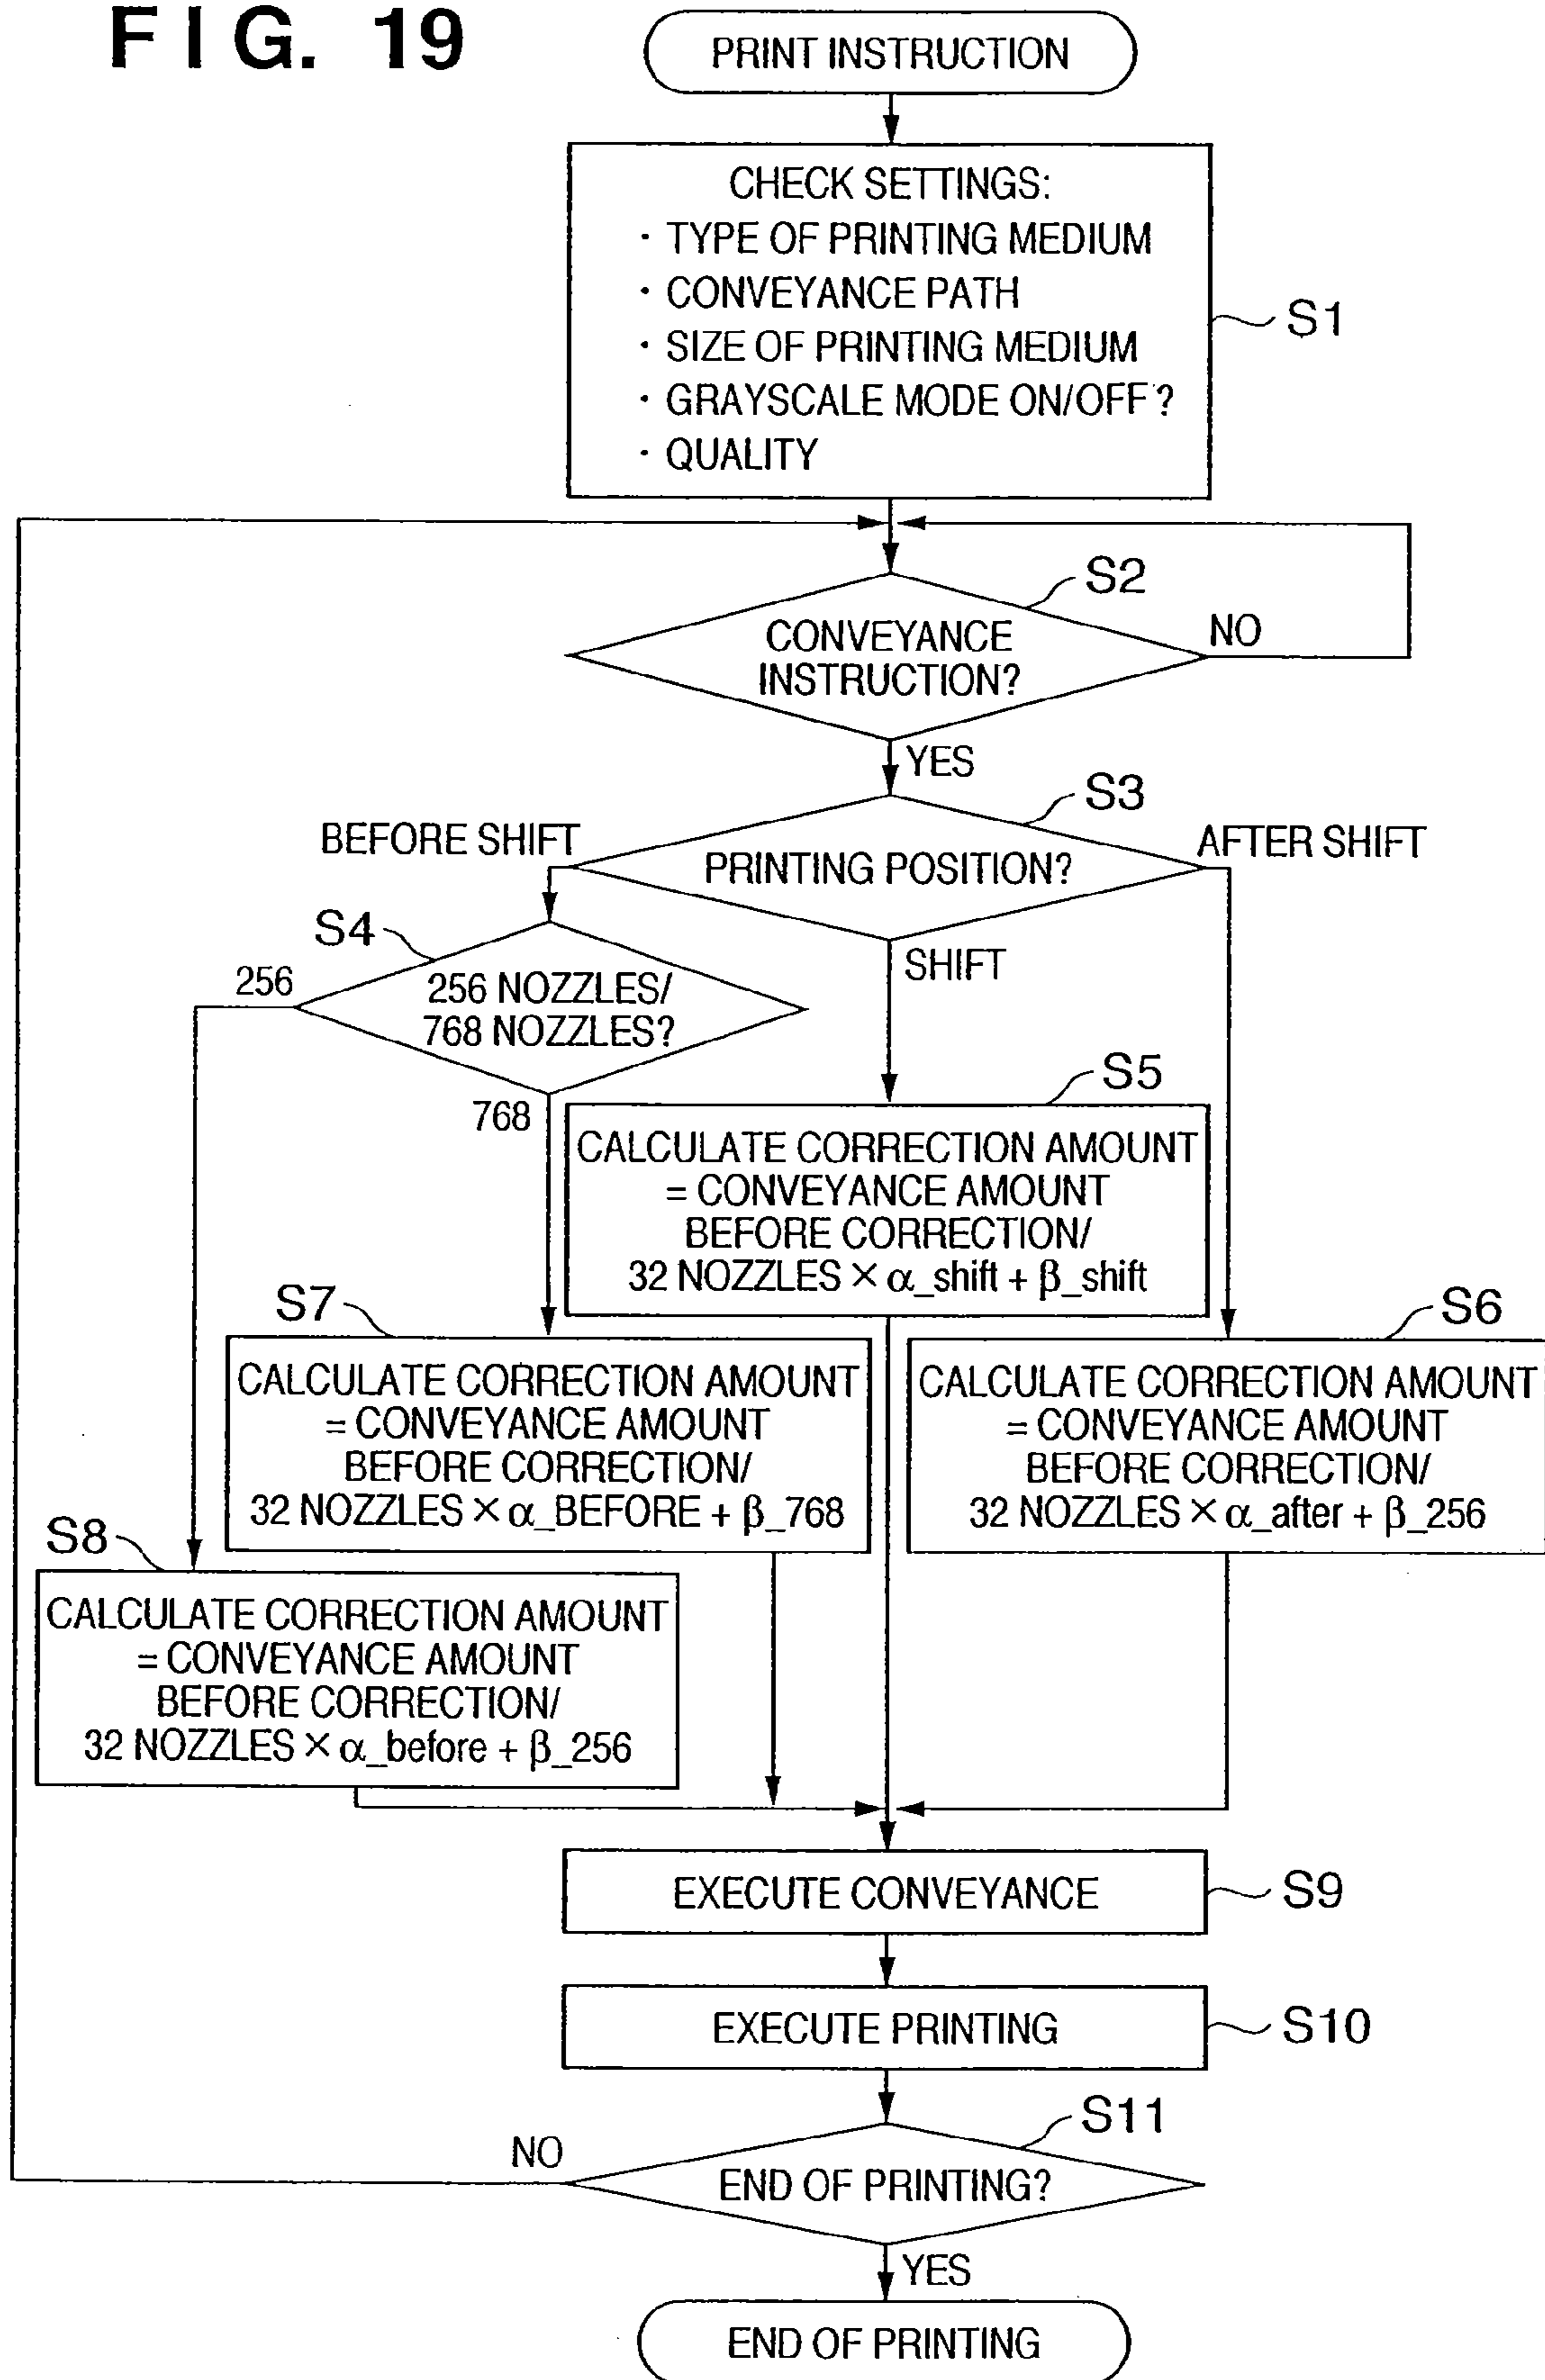 FIG. 19
PRINT INSTRUCTION
CHECK SETTINGS:
· TYPE OF PRINTING MEDIUM
· CONVEYANCE PATH
· SIZE OF PRINTING MEDIUM
· GRAYSCALE MODE ON/OFF?
· QUALITY
S1
S2
CONVEYANCE
INSTRUCTION?
NO
YES
S3
BEFORE SHIFT
PRINTING POSITION?
AFTER SHIFT
S4
256
256 NOZZLES/
768 NOZZLES?
SHIFT
768
S5
CALCULATE CORRECTION AMOUNT
= CONVEYANCE AMOUNT
BEFORE CORRECTION/
32 NOZZLES × α_shift + β_shift
S7
CALCULATE CORRECTION AMOUNT
= CONVEYANCE AMOUNT
BEFORE CORRECTION/
32 NOZZLES × α_BEFORE + β_768
S6
CALCULATE CORRECTION AMOUNT
= CONVEYANCE AMOUNT
BEFORE CORRECTION/
32 NOZZLES × α_after + β_256
S8
CALCULATE CORRECTION AMOUNT
= CONVEYANCE AMOUNT
BEFORE CORRECTION/
32 NOZZLES × α_before + β_256
EXECUTE CONVEYANCE
S9
EXECUTE PRINTING
S10
S11
NO
END OF PRINTING?
YES
END OF PRINTING